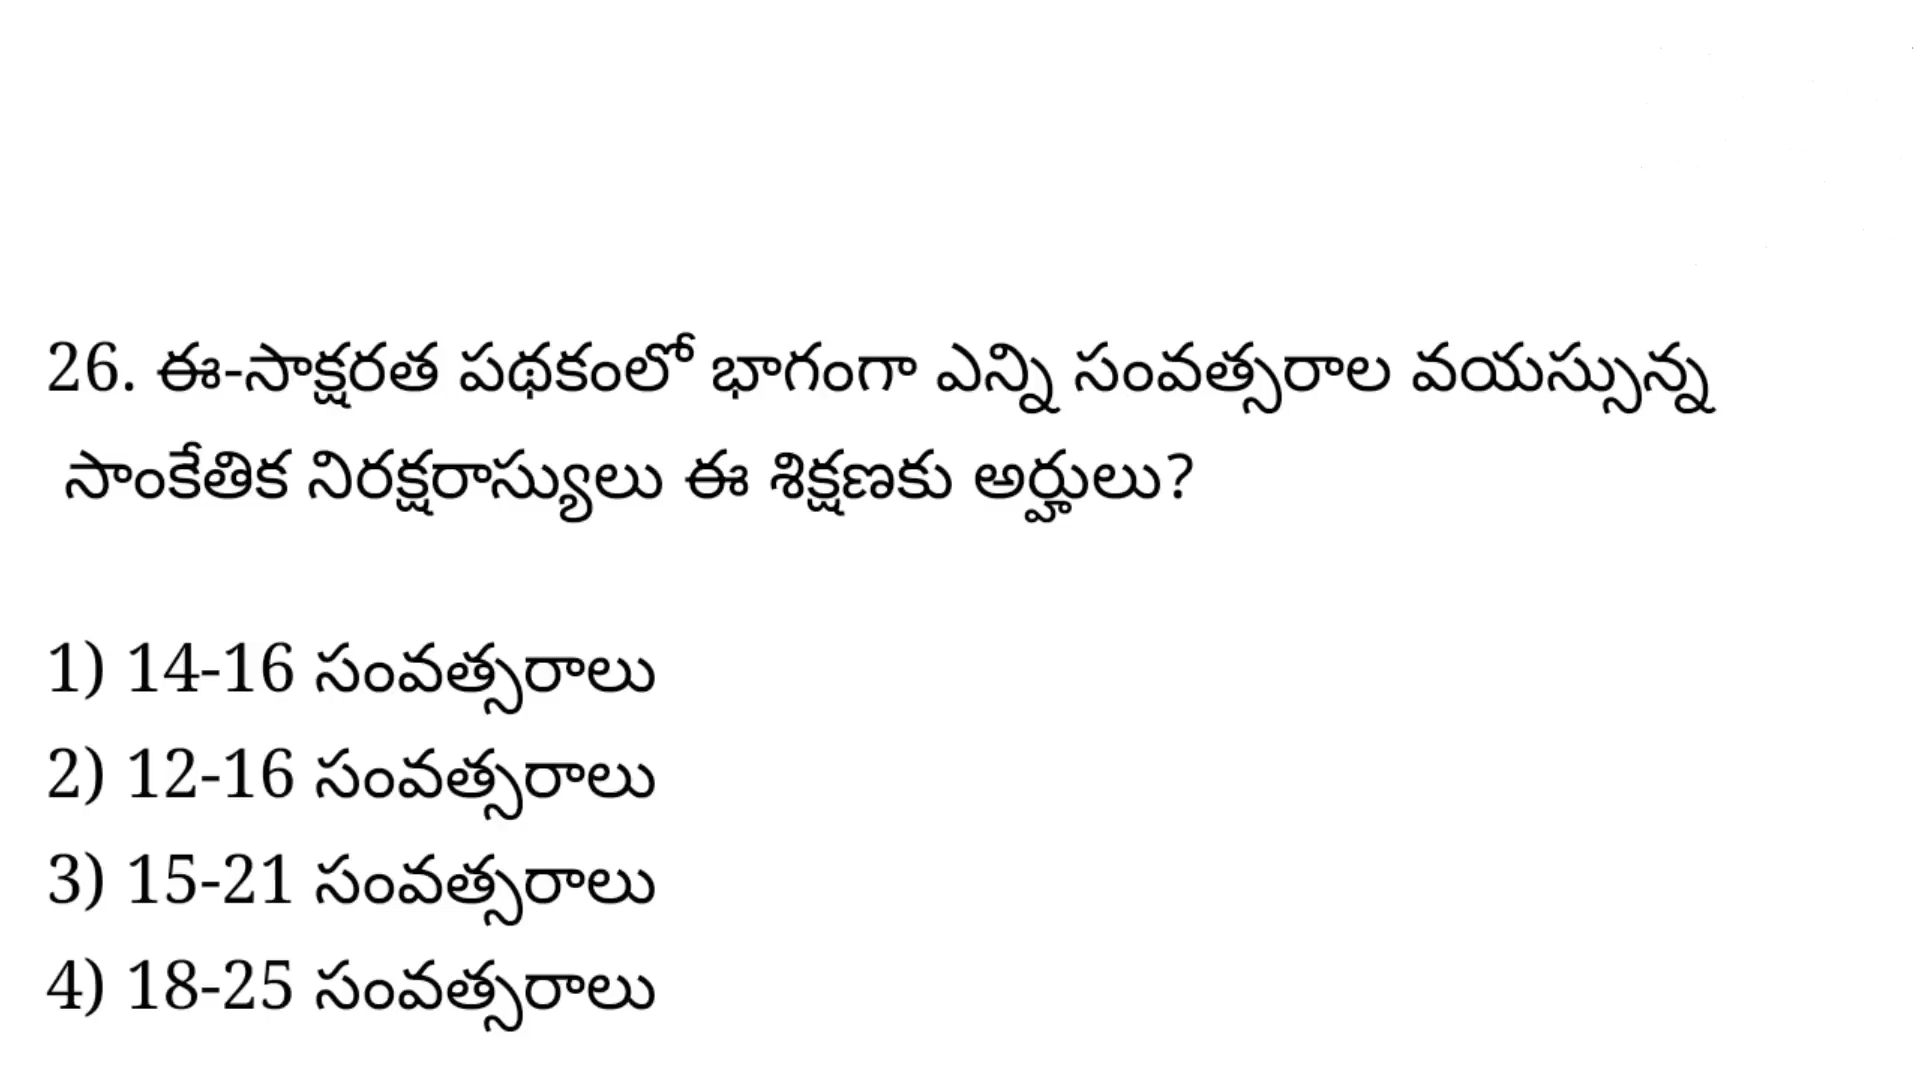 26. ఈ-సాక్షరత పథకంలో భాగంగా ఎన్ని సంవత్సరాల వయస్సున్న
సాంకేతిక నిరక్షరాస్యులు ఈ శిక్షణకు అర్హులు?
1) 14-16 సంవత్సరాలు
2) 12-16 సంవత్సరాలు
3) 15-21 సంవత్సరాలు
4) 18-25 సంవత్సరాలు